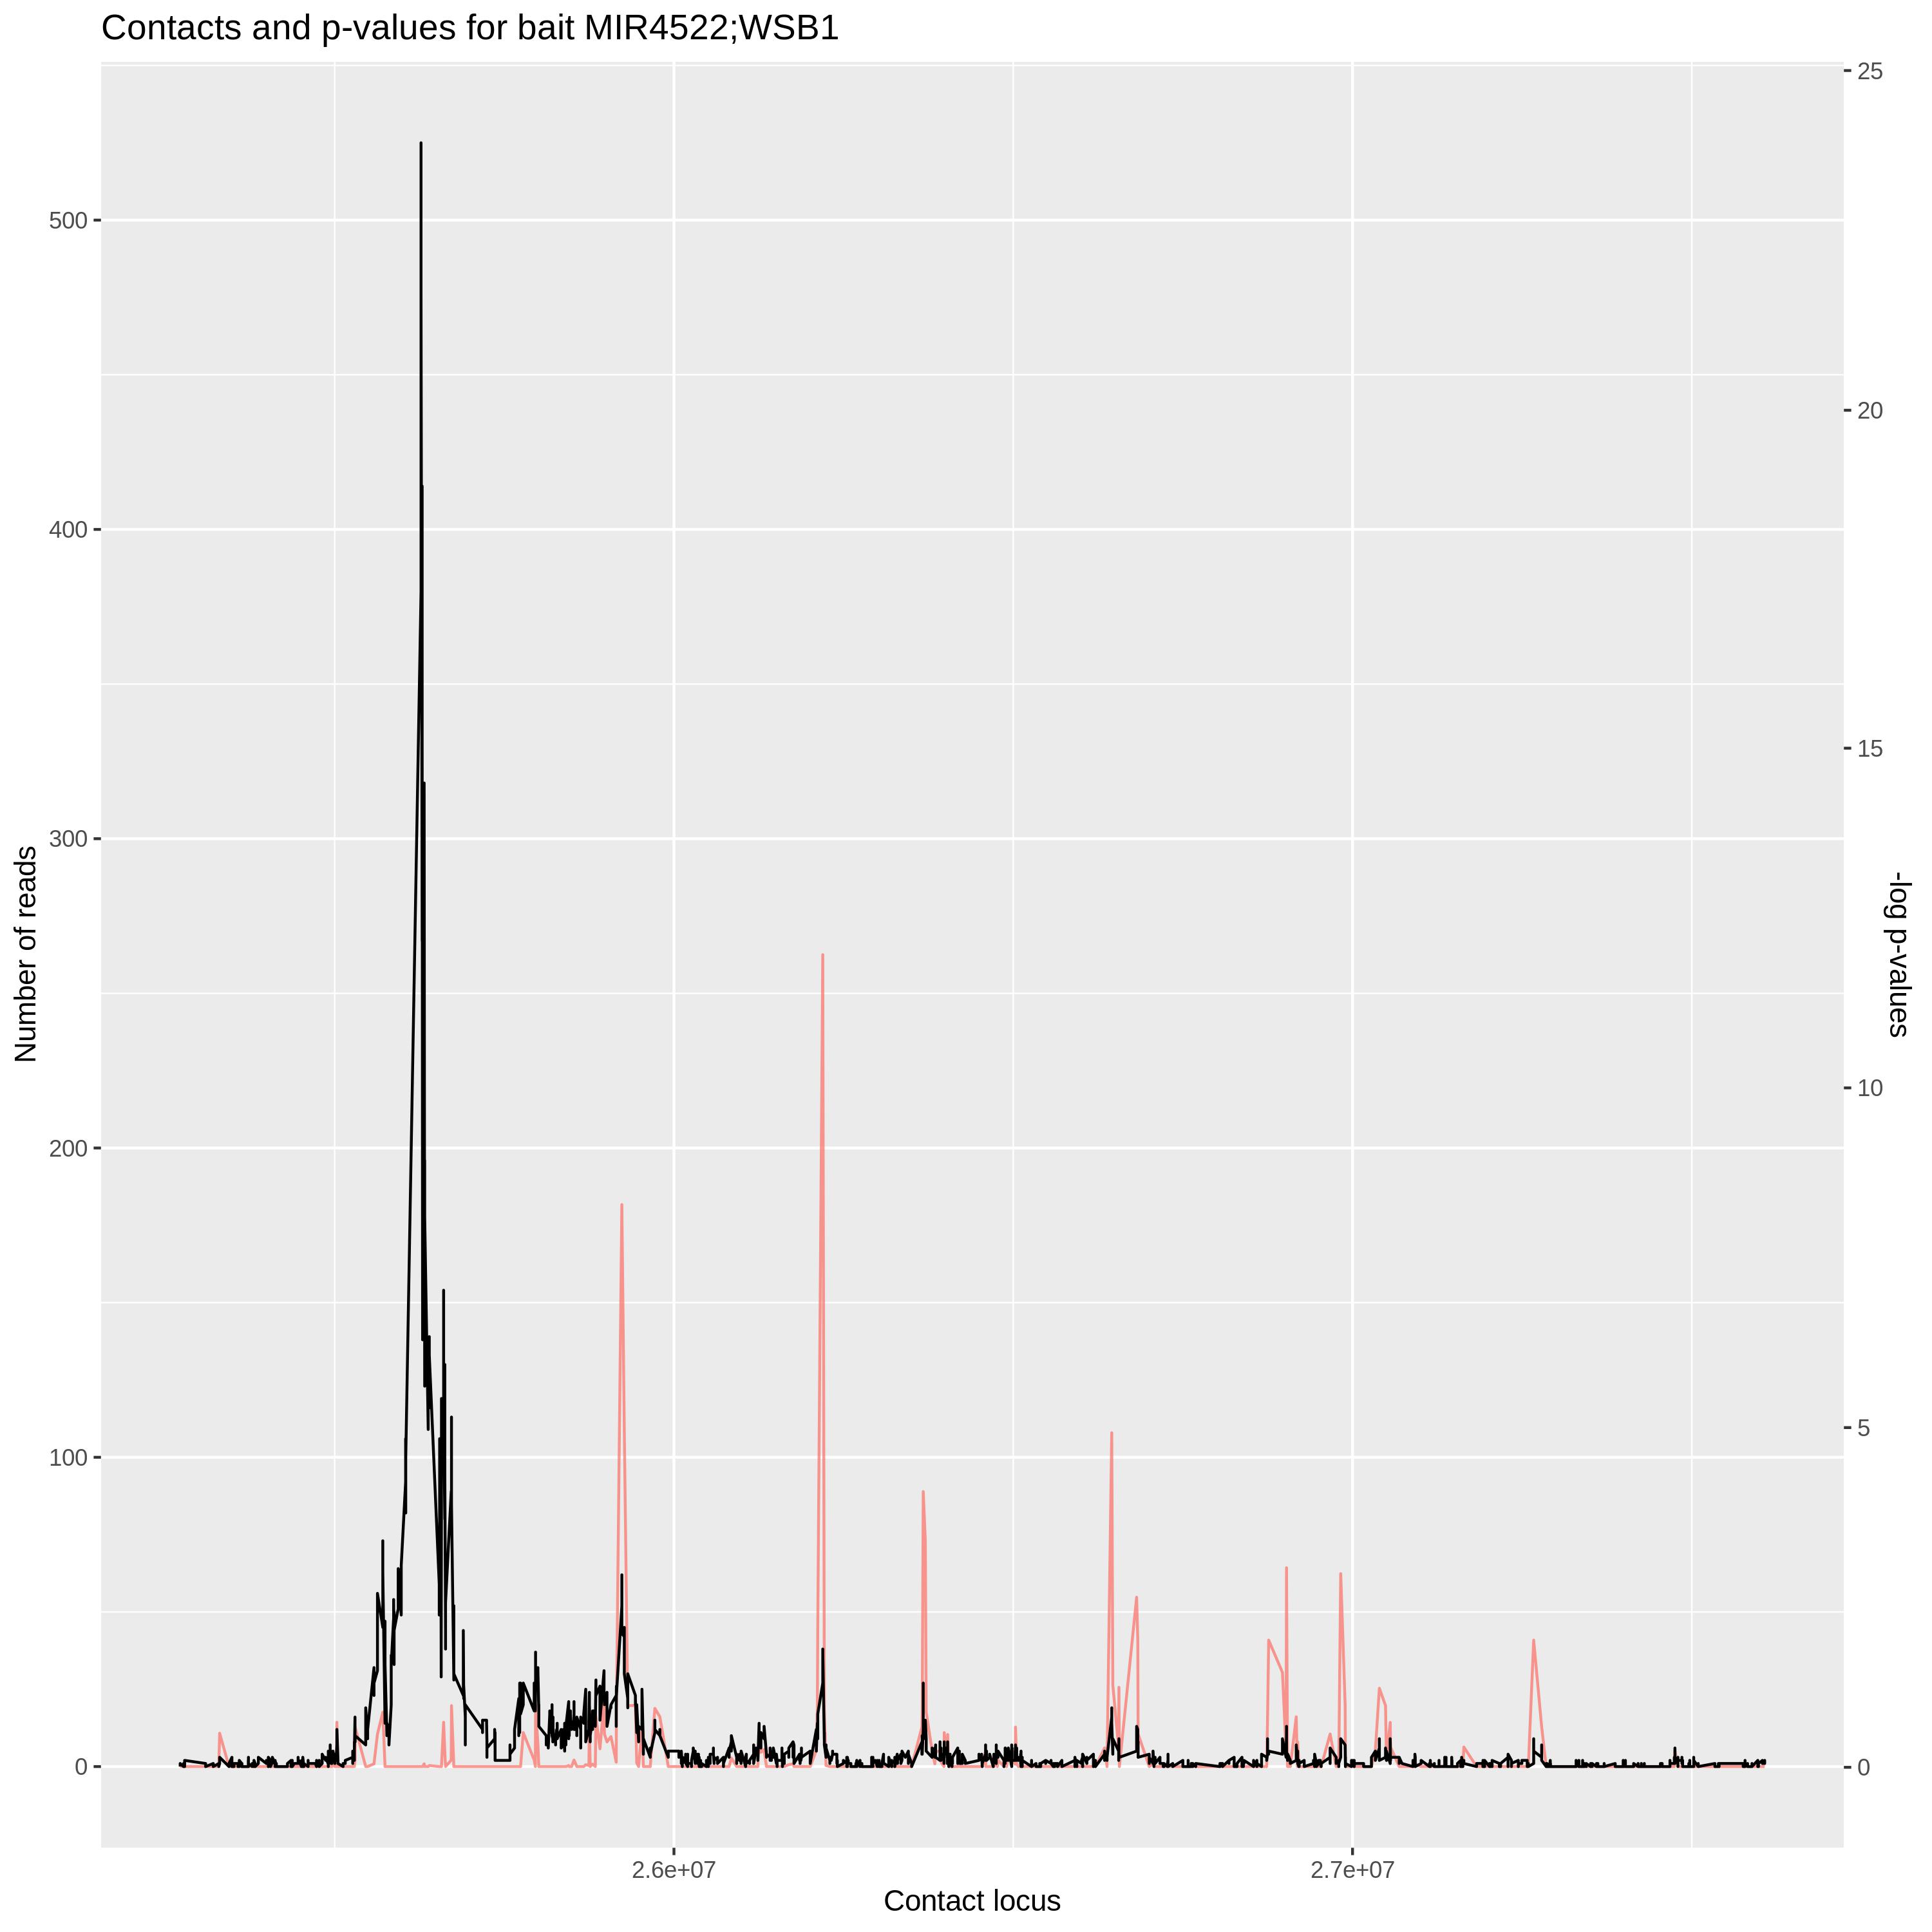 Contacts and p-values for bait MIR4522;WSB1
Number of reads
500
400
300
200
100
0
25
20
15
10
5
0
-log p-values
2.6e+07
2.7e+07
Contact locus